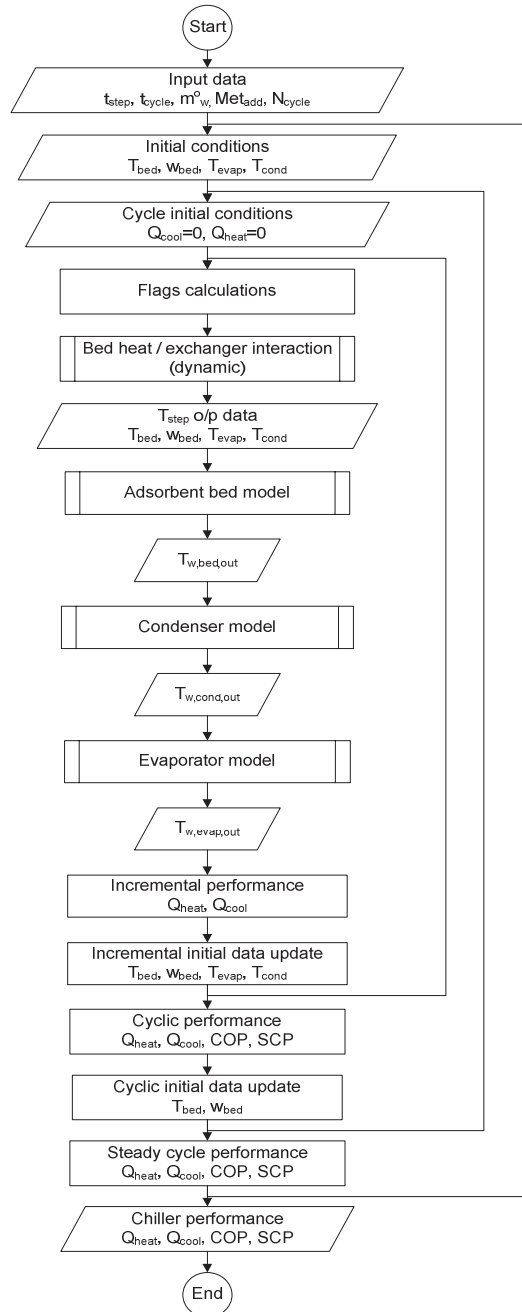 Start
Input data
tstep, tcycle, m°w, Metadd, Ncycle
Initial conditions
Tbed, wbed, Tevap, Tcond
Cycle initial conditions
Qcool=0, Qheat=0
Flags calculations
Bed heat / exchanger interaction
(dynamic)
Tstep o/p data
Tbed, wbed, Tevap, Tcond
Adsorbent bed model
Tw,bed,out
Condenser model
Tw,cond,out
Evaporator model
Tw,evap,out
Incremental performance
Qheat, Qcool
Incremental initial data update
Tbed, wbed, Tevap, Tcond
Cyclic performance
Qheat, Qcool, COP, SCP
Cyclic initial data update
Tbed, wbed
Steady cycle performance
Qheat, Qcool, COP, SCP
Chiller performance
Qheat, Qcool, COP, SCP
End